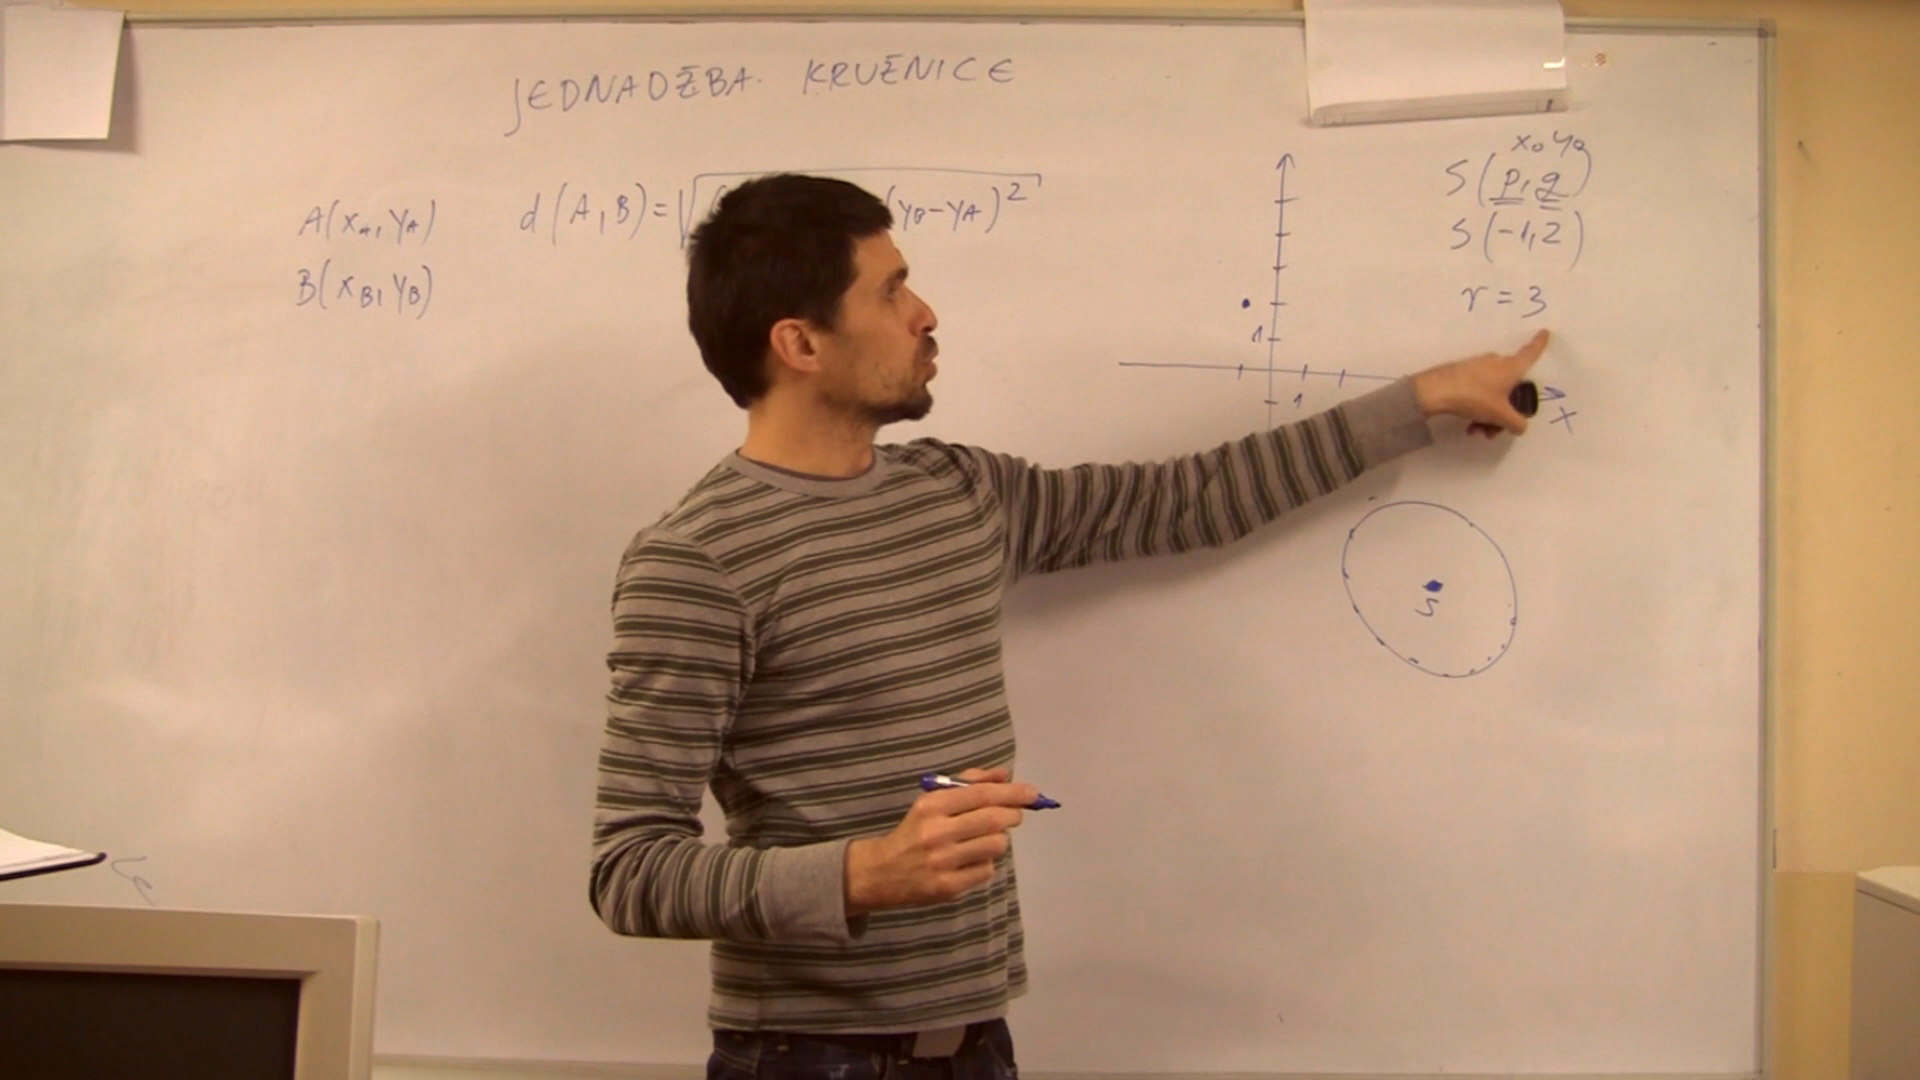 JEDNADŽBA KRUŽNICE
A(xA, yA)
d(A,B)=√( (yB-yA)²
B(xB, yB)
x₀ y₀
S(p, q)
S(-1,2)
r = 3
1
1
x
S